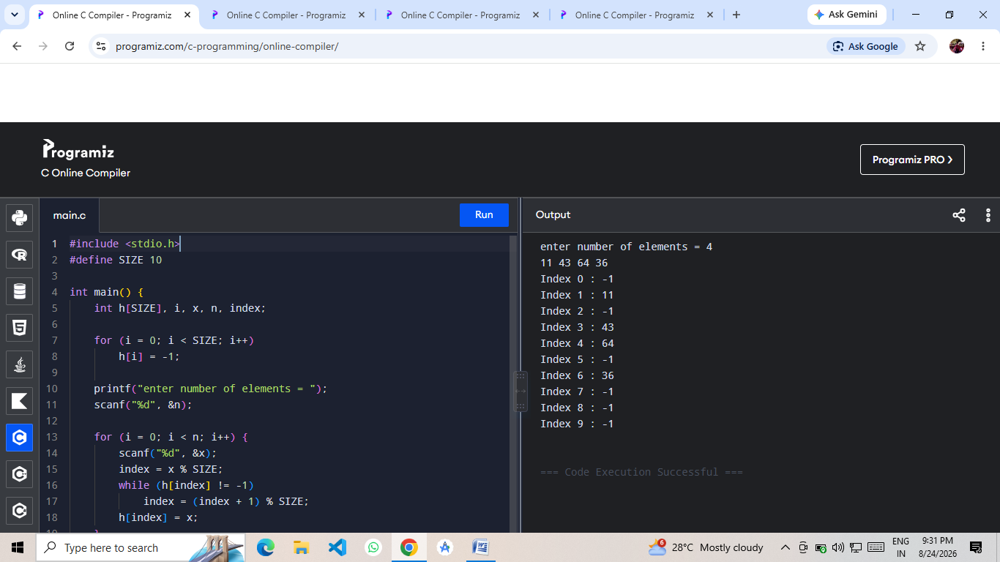 Online C Compiler - Programiz
Online C Compiler - Programiz
Online C Compiler - Programiz
Online C Compiler - Programiz
Ask Gemini
programiz.com/c-programming/online-compiler/
Ask Google
Programiz
C Online Compiler
Programiz PRO
main.c
Run
Output
1 #include <stdio.h>
2 #define SIZE 10
3
4 int main() {
5     int h[SIZE], i, x, n, index;
6
7     for (i = 0; i < SIZE; i++)
8         h[i] = -1;
9
10     printf("enter number of elements = ");
11     scanf("%d", &n);
12
13     for (i = 0; i < n; i++) {
14         scanf("%d", &x);
15         index = x % SIZE;
16         while (h[index] != -1)
17             index = (index + 1) % SIZE;
18         h[index] = x;
19     }
enter number of elements = 4
11 43 64 36
Index 0 : -1
Index 1 : 11
Index 2 : -1
Index 3 : 43
Index 4 : 64
Index 5 : -1
Index 6 : 36
Index 7 : -1
Index 8 : -1
Index 9 : -1
=== Code Execution Successful ===
Type here to search
6
28°C Mostly cloudy
ENG
IN
9:31 PM
8/24/2026